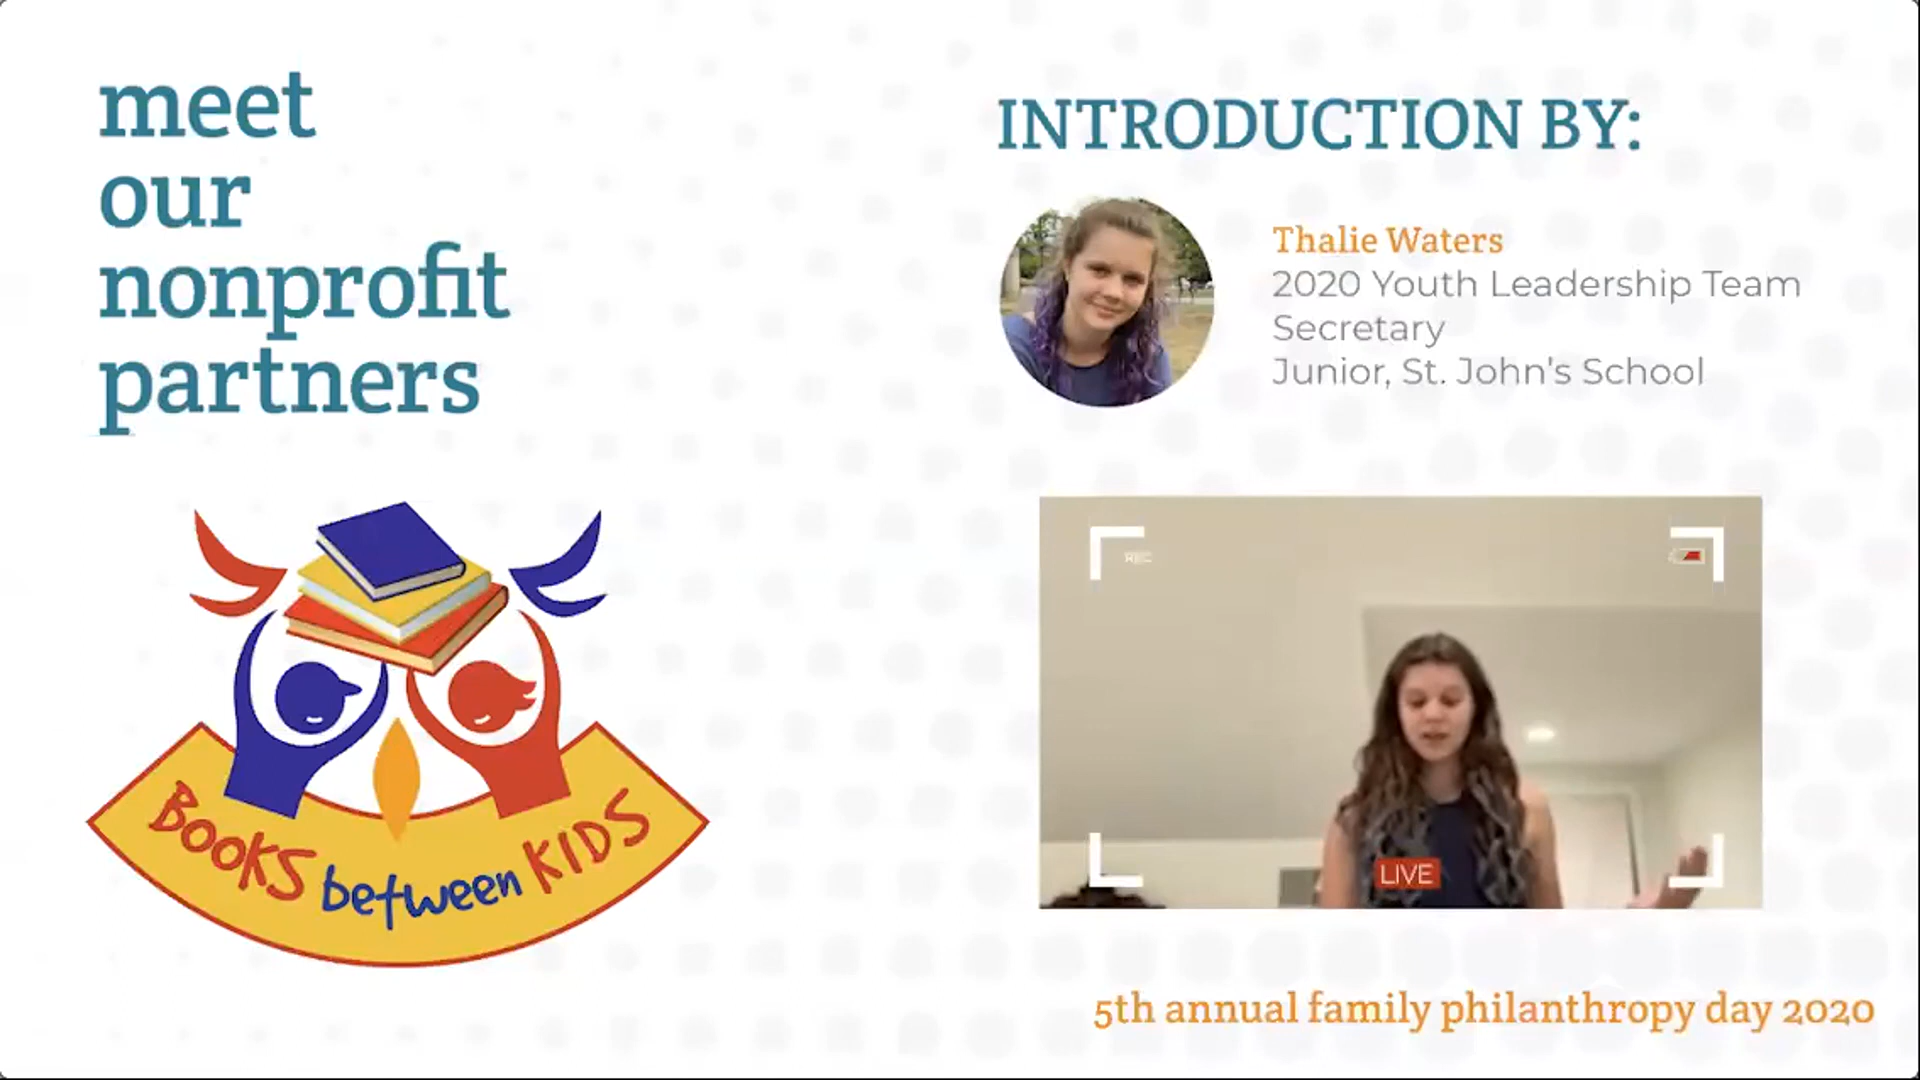 meet
our
nonprofit
partners
BOOKS between KIDS
INTRODUCTION BY:
Thalie Waters
2020 Youth Leadership Team
Secretary
Junior, St. John's School
REC
LIVE
5th annual family philanthropy day 2020